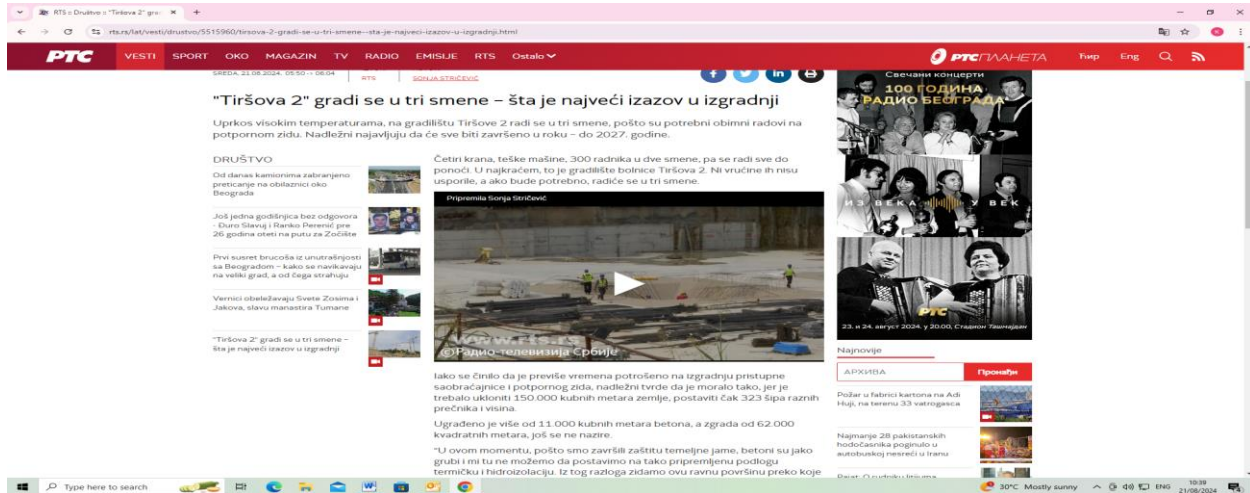 RTS :: Društvo :: "Tiršova 2" grad
rts.rs/lat/vesti/drustvo/5515960/tirsova-2-gradi-se-u-tri-smene--sta-je-najveci-izazov-u-izgradnji.html
РТС VESTI SPORT OKO MAGAZIN TV RADIO EMISIJE RTS Ostalo
РТСПЛАНЕТА Ћир Eng
SREDA, 21.08.2024, 05:50 -> 08:04
RTS
SONJA STRIČEVIĆ
"Tiršova 2" gradi se u tri smene – šta je najveći izazov u izgradnji
Uprkos visokim temperaturama, na gradilištu Tiršove 2 radi se u tri smene, pošto su potrebni obimni radovi na
potpornom zidu. Nadležni najavljuju da će sve biti završeno u roku – do 2027. godine.
DRUŠTVO
Od danas kamionima zabranjeno
preticanje na obilaznici oko
Beograda
Još jedna godišnjica bez odgovora
- Đuro Slavuj i Ranko Perenić pre
26 godina oteti na putu za Zočište
Prvi susret brucoša iz unutrašnjosti
sa Beogradom – kako se navikavaju
na veliki grad, a od čega strahuju
Vernici obeležavaju Svete Zosima i
Jakova, slavu manastira Tumane
"Tiršova 2" gradi se u tri smene –
šta je najveći izazov u izgradnji
Četiri krana, teške mašine, 300 radnika u dve smene, pa se radi sve do
ponoći. U najkraćem, to je gradilište bolnice Tiršova 2. Ni vrućine ih nisu
usporile, a ako bude potrebno, radiće se u tri smene.
Pripremila Sonja Stričević
www.rts.rs
(c)Радио-телевизија Србије
Iako se činilo da je previše vremena potrošeno na izgradnju pristupne
saobraćajnice i potpornog zida, nadležni tvrde da je moralo tako, jer je
trebalo ukloniti 150.000 kubnih metara zemlje, postaviti čak 323 šipa raznih
prečnika i visina.
Ugrađeno je više od 11.000 kubnih metara betona, a zgrada od 62.000
kvadratnih metara, još se ne nazire.
"U ovom momentu, pošto smo završili zaštitu temeljne jame, betoni su jako
grubi i mi tu ne možemo da postavimo na tako pripremljenu podlogu
termičku i hidroizolaciju. Iz tog razloga zidamo ovu ravnu površinu preko koje
Свечани концерти
100 ГОДИНА
РАДИО БЕОГРАДА
ИЗ ВЕКА У ВЕК
РТС
23. и 24. август 2024. у 20.00, Стадион Ташмајдан
Najnovije
АРХИВА
Пронађи
Požar u fabrici kartona na Adi
Huji, na terenu 33 vatrogasca
Najmanje 28 pakistanskih
hodočasnika poginulo u
autobuskoj nesreći u Iranu
Type here to search
30°C Mostly sunny
ENG
10:39
21/08/2024